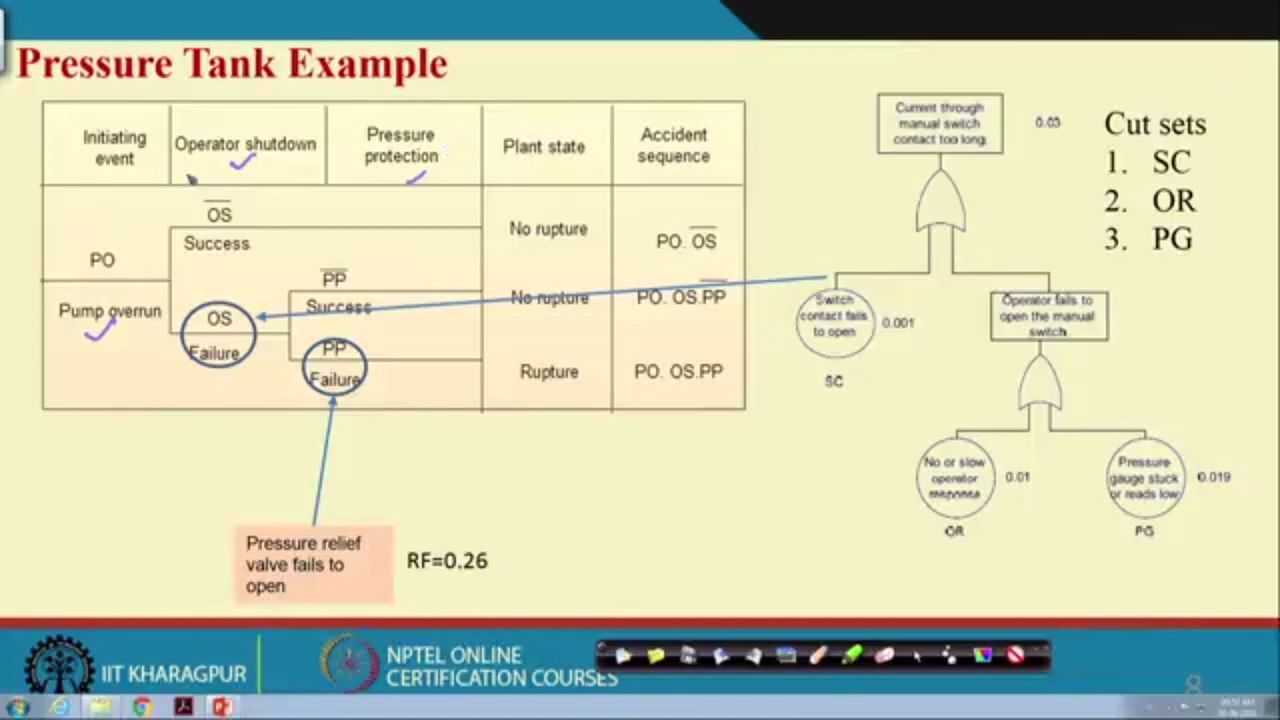 Pressure Tank Example
Initiating
event
Operator shutdown
Pressure
protection
Plant state
Accident
sequence
OS
Success
No rupture
PO. OS
PO
PP
Success
No rupture
PO. OS.PP
Pump overrun
OS
Failure
PP
Failure
Rupture
PO. OS.PP
Pressure relief
valve fails to
open
RF=0.26
Current through
manual switch
contact too long
0.03
Switch
contact fails
to open
0.001
SC
Operator fails to
open the manual
switch
No or slow
operator
response
0.01
OR
Pressure
gauge stuck
or reads low
0.019
PG
Cut sets
1. SC
2. OR
3. PG
IIT KHARAGPUR
NPTEL ONLINE
CERTIFICATION COURSES
8